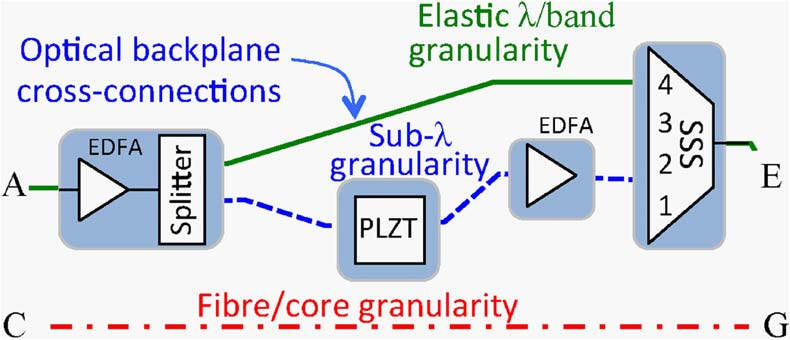 Elastic λ/band
granularity
Optical backplane
cross-connections
Sub-λ
granularity
EDFA
EDFA
A
Splitter
PLZT
4
3
2
1
SSS
E
Fibre/core granularity
C
G